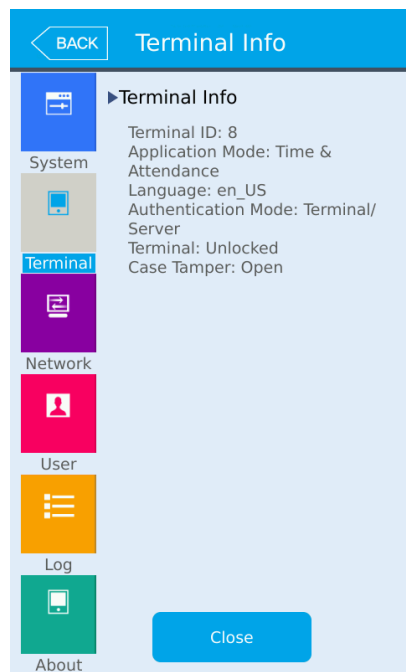 BACK
Terminal Info
Terminal Info
Terminal ID: 8
Application Mode: Time &
Attendance
Language: en_US
Authentication Mode: Terminal/
Server
Terminal: Unlocked
Case Tamper: Open
System
Terminal
Network
User
Log
About
Close